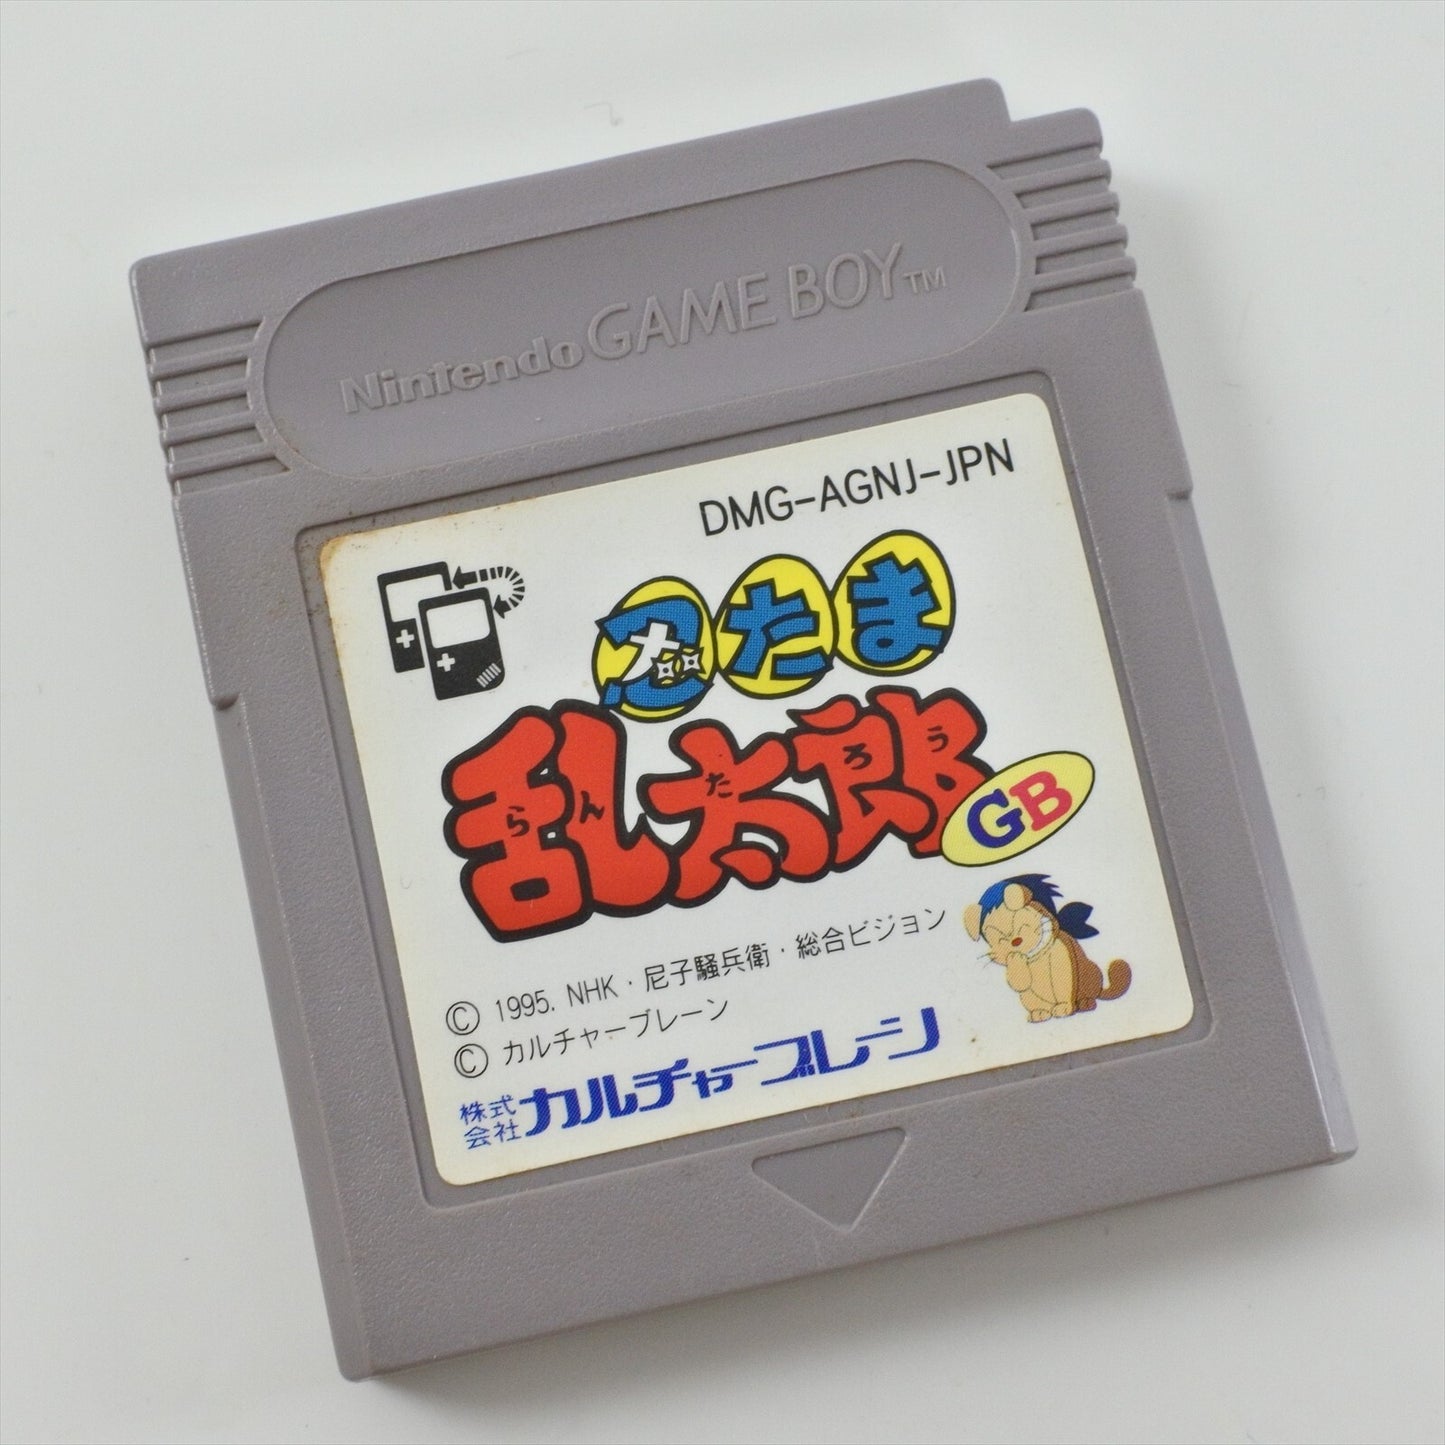 Nintendo GAME BOY™
DMG-AGNJ-JPN
忍たま
乱太郎
らんたろう
GB
© 1995. NHK・尼子騒兵衛・総合ビジョン
© カルチャーブレーン
株式会社 カルチャーブレーン